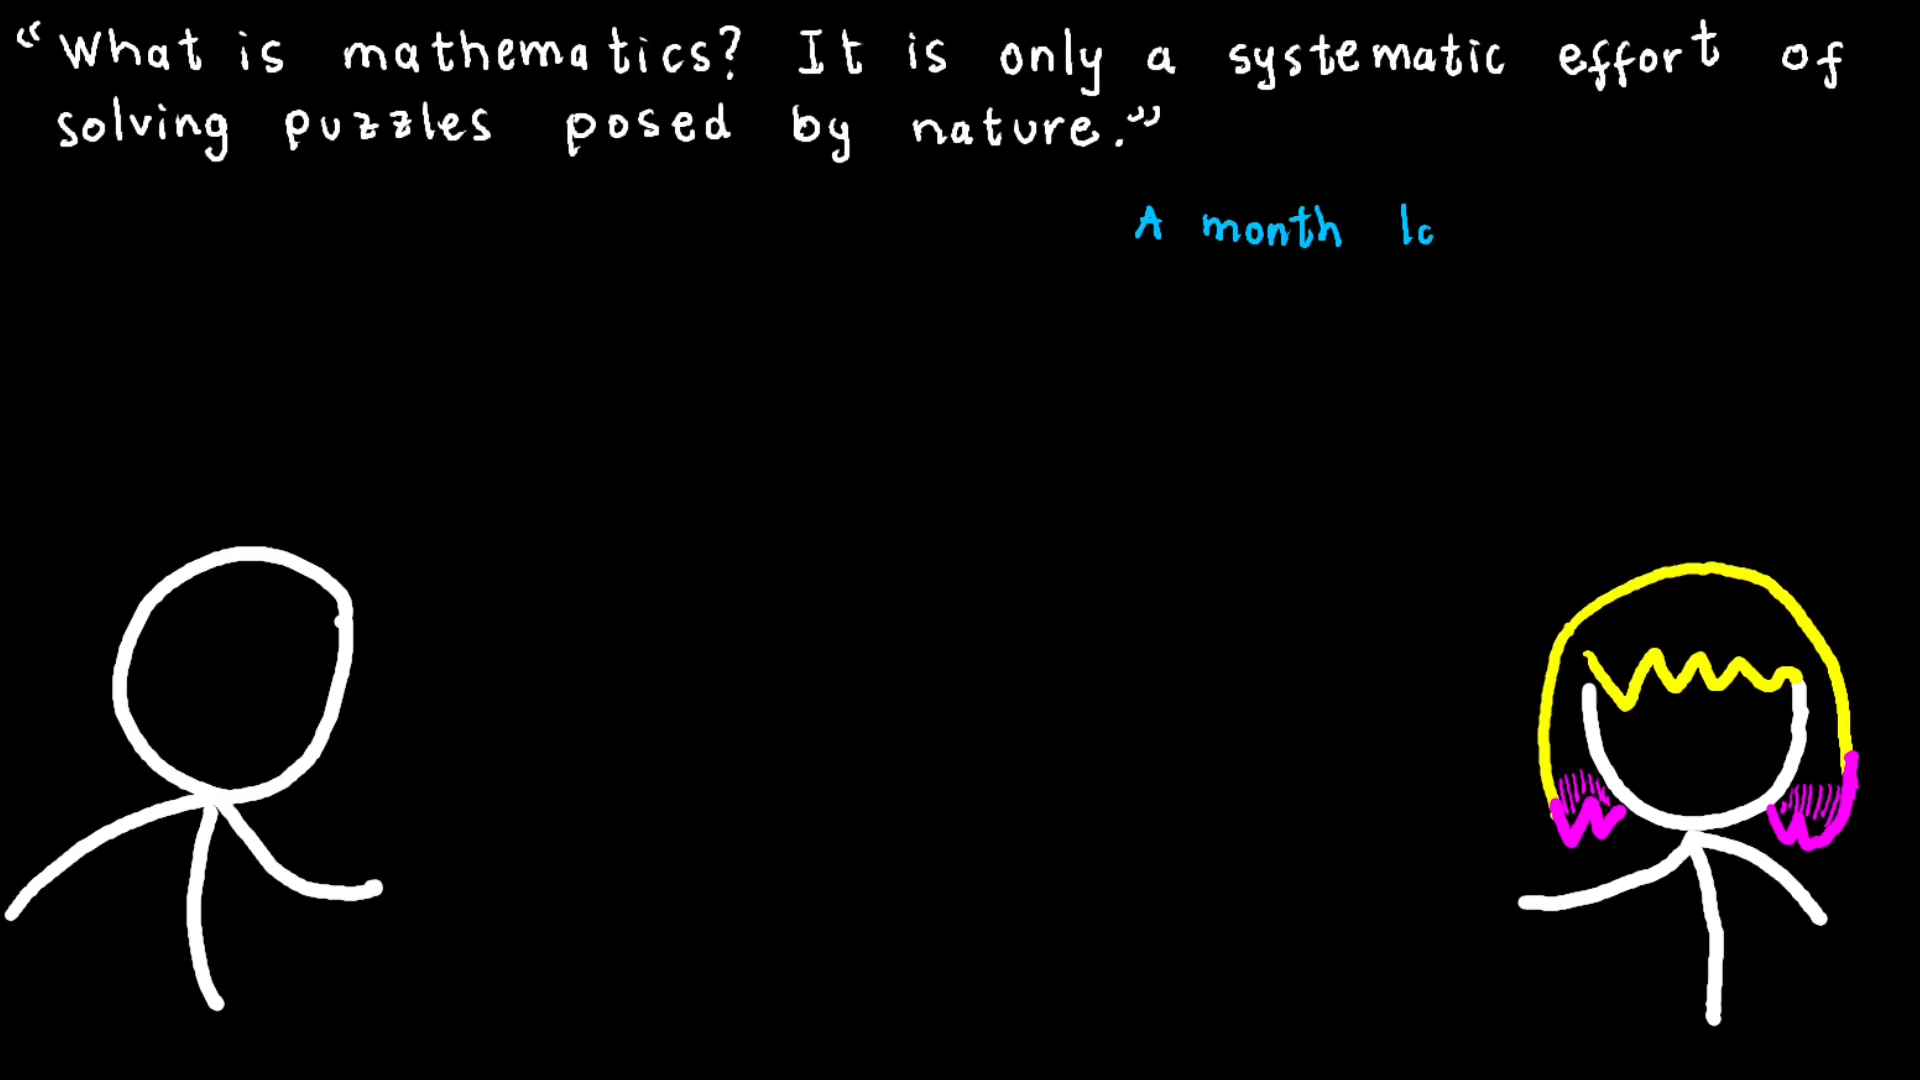 “What is mathematics? It is only a systematic effort of
solving puzzles posed by nature.”
A month